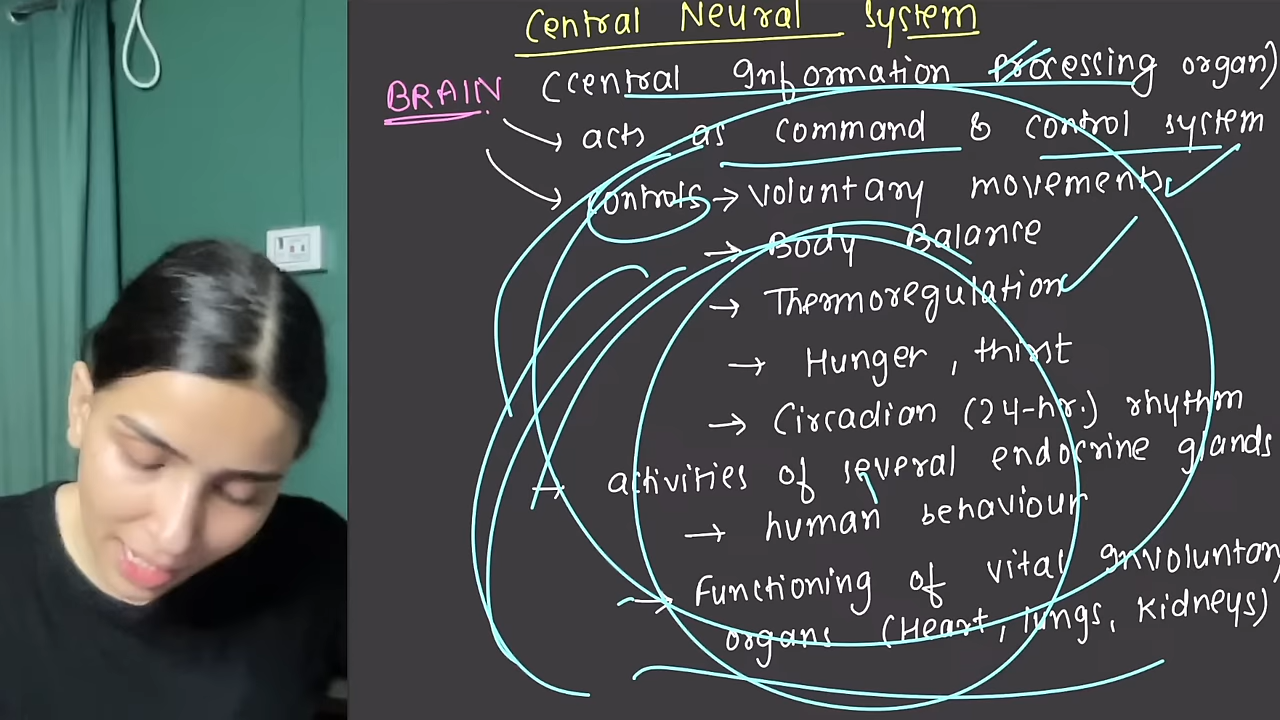 Central Neural System
BRAIN (Central Information Processing organ)
→ acts as command & control system
→ controls → voluntary movements
→ Body Balance
→ Thermoregulation
→ Hunger, thirst
→ Circadian (24-hr.) rhythm
→ activities of several endocrine glands
→ human behaviour
→ Functioning of vital Involuntary
organs (Heart, lungs, Kidneys)